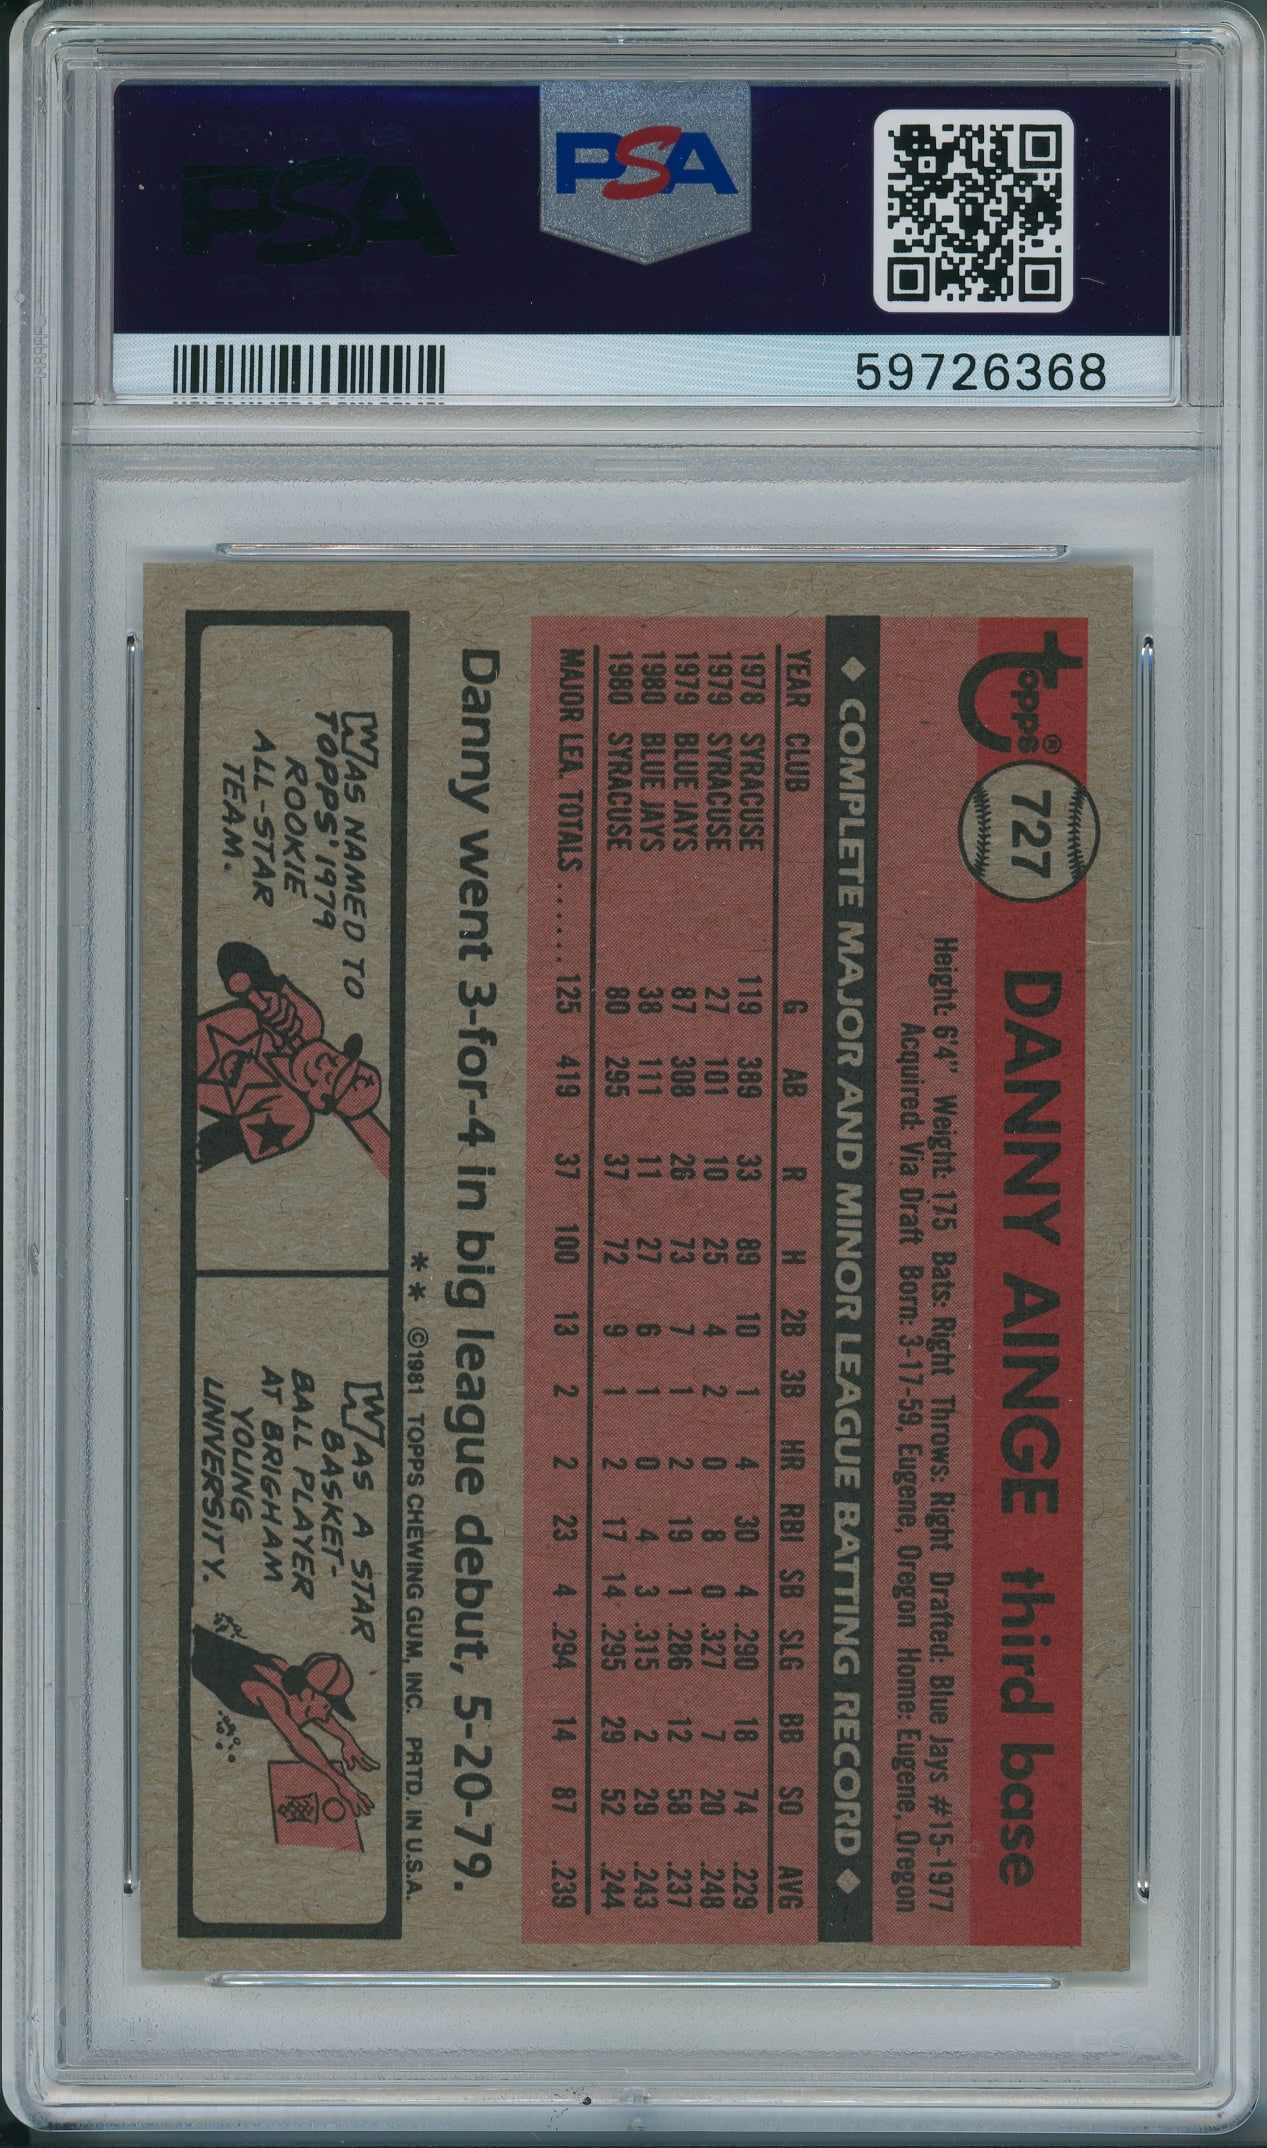 PSA
PSA
59726368
topps®
727
DANNY AINGE third base
Height: 6'4" Weight: 175 Bats: Right Throws: Right Drafted: Blue Jays #15-1977
Acquired: Via Draft Born: 3-17-59, Eugene, Oregon Home: Eugene, Oregon
◆ COMPLETE MAJOR AND MINOR LEAGUE BATTING RECORD ◆
YEAR CLUB G AB R H 2B 3B HR RBI SB SLG BB SO AVG
1978 SYRACUSE 119 389 33 89 10 1 4 30 4 .290 18 74 .229
1979 SYRACUSE 27 101 10 25 4 2 0 8 0 .327 7 20 .248
1979 BLUE JAYS 87 308 26 73 7 1 2 19 1 .286 12 58 .237
1980 BLUE JAYS 38 111 11 27 6 1 0 4 3 .315 2 29 .243
1980 SYRACUSE 80 295 37 72 9 1 2 17 14 .295 29 52 .244
MAJOR LEA. TOTALS ...... 125 419 37 100 13 2 2 23 4 .294 14 87 .239
Danny went 3-for-4 in big league debut, 5-20-79.
** ©1981 TOPPS CHEWING GUM, INC. PRTD. IN U.S.A.
WAS NAMED TO
TOPPS' 1979
ROOKIE
ALL-STAR
TEAM.
WAS A STAR
BASKET-
BALL PLAYER
AT BRIGHAM
YOUNG
UNIVERSITY.